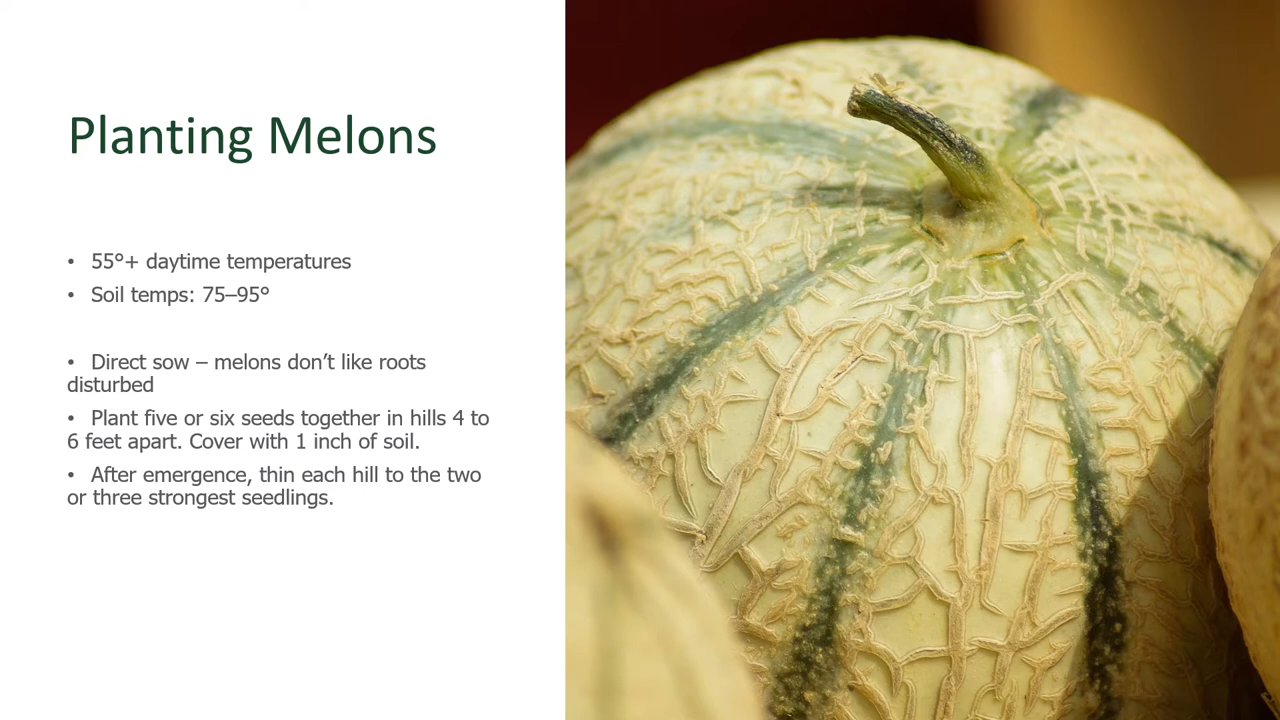 Planting Melons
• 55°+ daytime temperatures
• Soil temps: 75–95°
• Direct sow – melons don’t like roots
disturbed
• Plant five or six seeds together in hills 4 to
6 feet apart. Cover with 1 inch of soil.
• After emergence, thin each hill to the two
or three strongest seedlings.